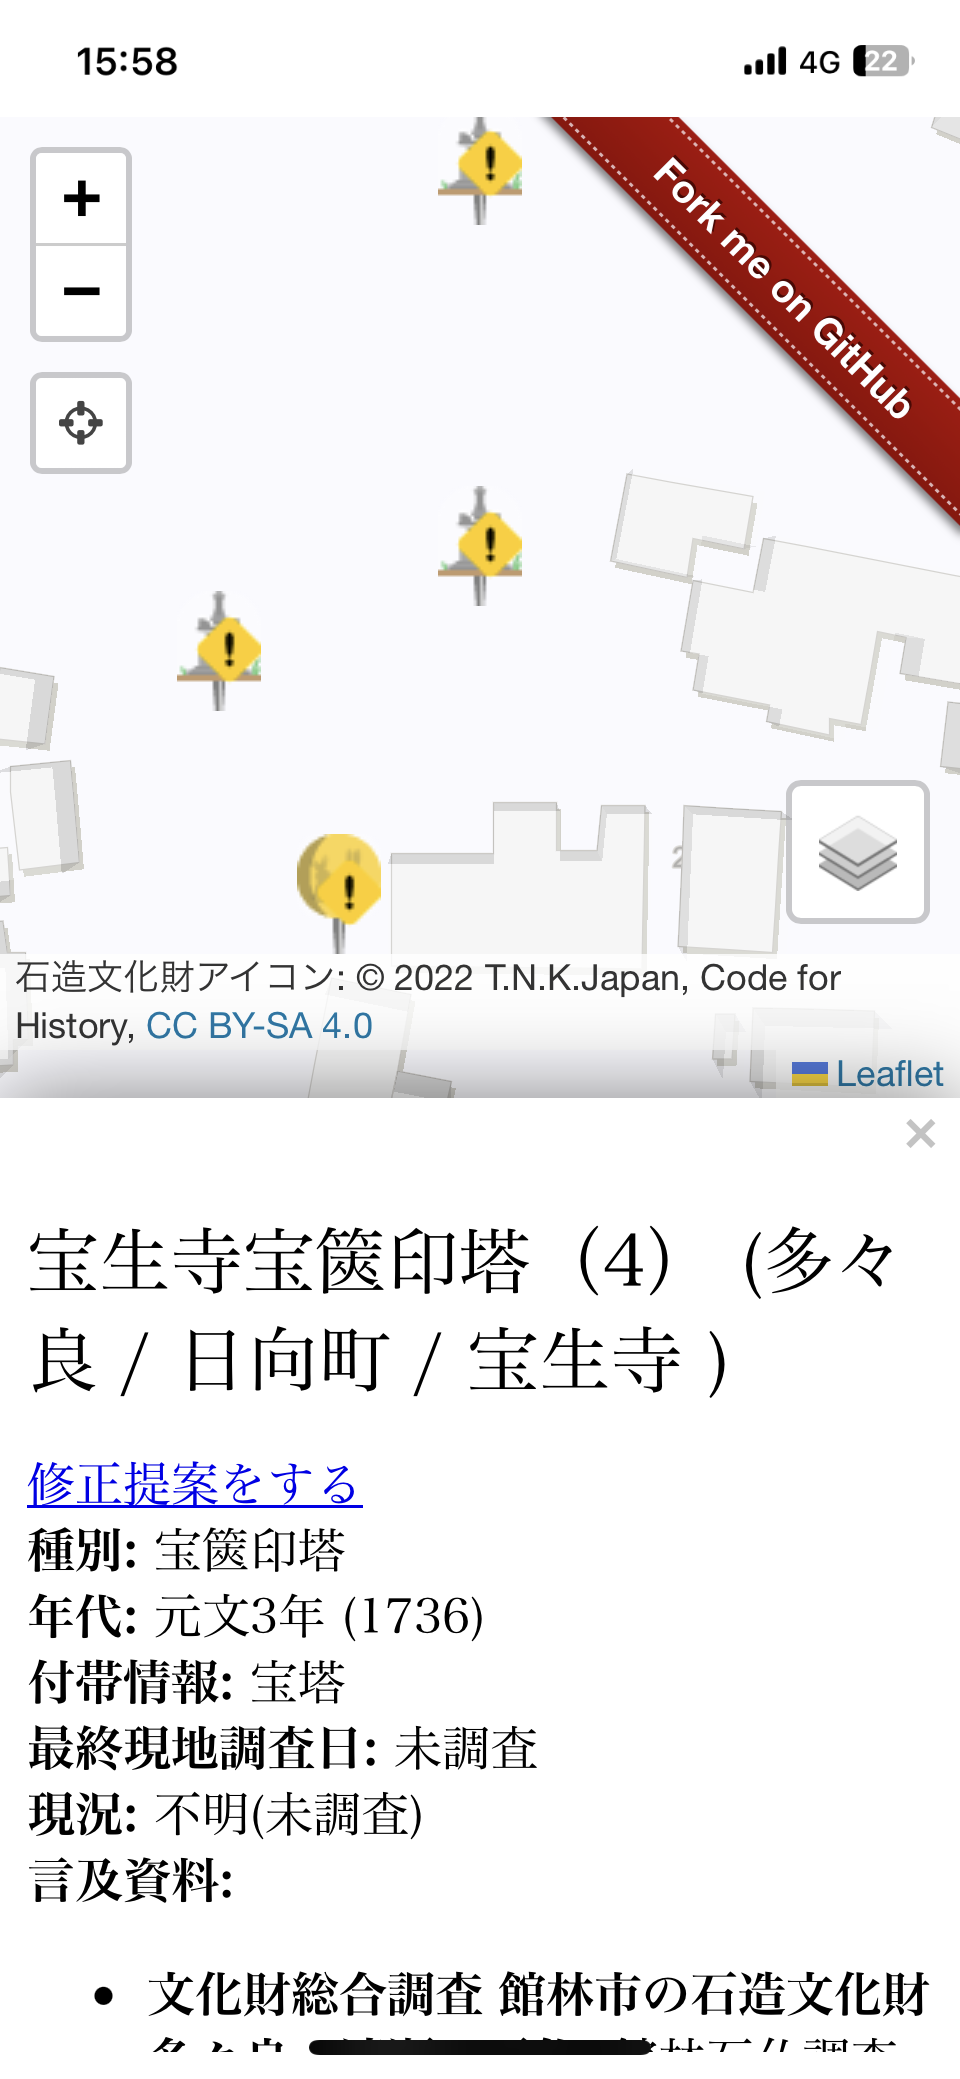 15:58
4G
22
+
−
Fork me on GitHub
石造文化財アイコン: © 2022 T.N.K.Japan, Code for
History, CC BY-SA 4.0
Leaflet
×
宝生寺宝篋印塔（4） (多々
良 / 日向町 / 宝生寺 )
修正提案をする
種別: 宝篋印塔
年代: 元文3年 (1736)
付帯情報: 宝塔
最終現地調査日: 未調査
現況: 不明(未調査)
言及資料:
• 文化財総合調査 館林市の石造文化財